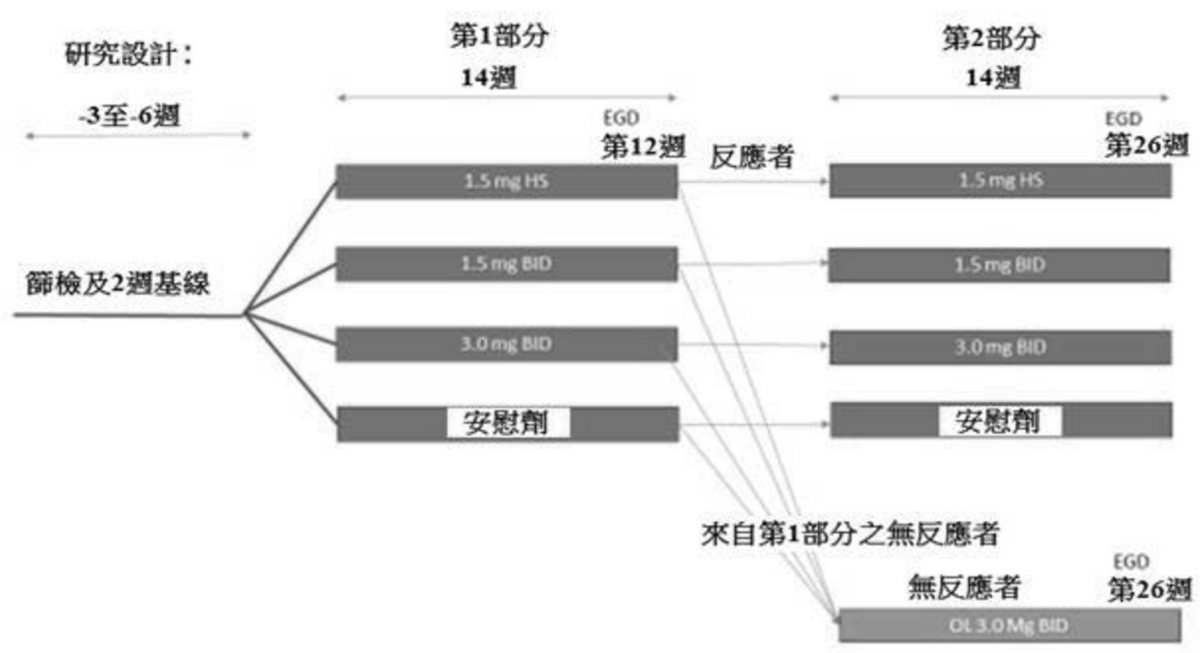 研究設計：
-3至-6週
第1部分
14週
第2部分
14週
EGD
第12週
反應者
EGD
第26週
1.5 mg HS
1.5 mg HS
1.5 mg BID
1.5 mg BID
篩檢及2週基線
3.0 mg BID
3.0 mg BID
安慰劑
安慰劑
來自第1部分之無反應者
無反應者
EGD
第26週
OL 3.0 Mg BID